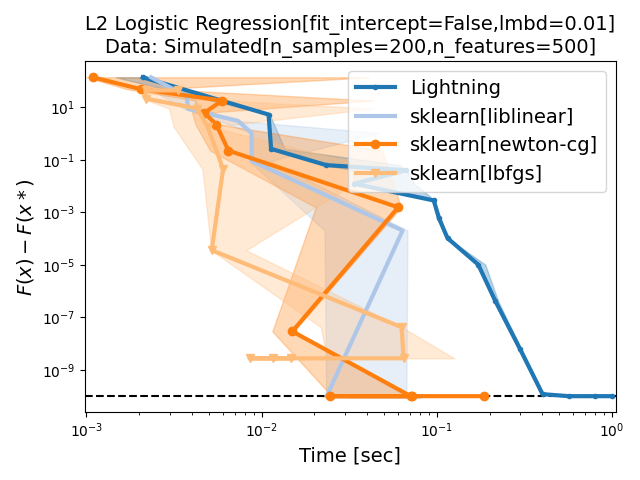 L2 Logistic Regression[fit_intercept=False,lmbd=0.01]
Data: Simulated[n_samples=200,n_features=500]
Lightning
sklearn[liblinear]
sklearn[newton-cg]
sklearn[lbfgs]
F(x) − F(x*)
10¹
10⁻¹
10⁻³
10⁻⁵
10⁻⁷
10⁻⁹
10⁻³ 10⁻² 10⁻¹ 10⁰
Time [sec]